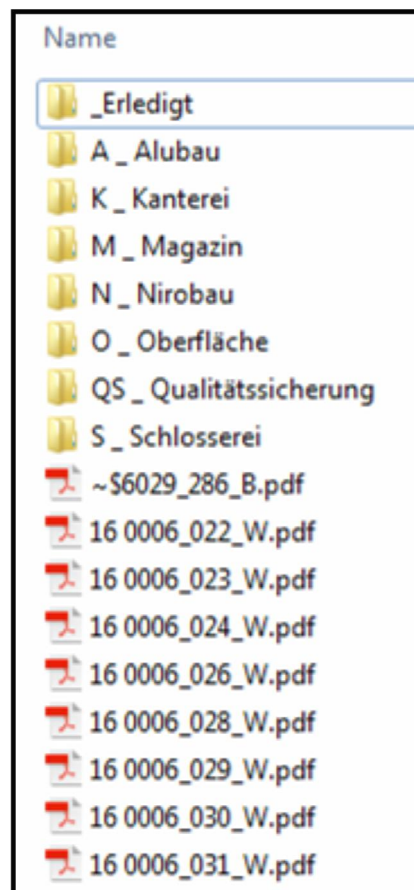 Name
_Erledigt
A _ Alubau
K _ Kanterei
M _ Magazin
N _ Nirobau
O _ Oberfläche
QS _ Qualitätssicherung
S _ Schlosserei
~$6029_286_B.pdf
16 0006_022_W.pdf
16 0006_023_W.pdf
16 0006_024_W.pdf
16 0006_026_W.pdf
16 0006_028_W.pdf
16 0006_029_W.pdf
16 0006_030_W.pdf
16 0006_031_W.pdf